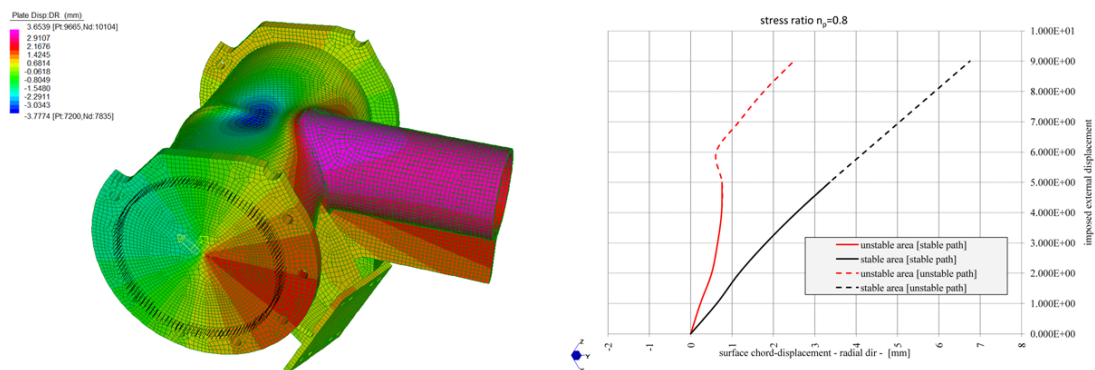 Plate Disp:DR (mm)
3.6539 [Pt:9665,Nd:10104]
2.9107
2.1676
1.4245
0.6814
-0.0618
-0.8049
-1.5480
-2.2911
-3.0343
-3.7774 [Pt:7200,Nd:7835]
Z
Y
stress ratio np=0.8
1.000E+01
9.000E+00
8.000E+00
7.000E+00
6.000E+00
5.000E+00
4.000E+00
3.000E+00
2.000E+00
1.000E+00
0.000E+00
imposed external displacement
unstable area [stable path]
stable area [stable path]
unstable area [unstable path]
stable area [unstable path]
-2 -1 0 1 2 3 4 5 6 7 8
surface chord-displacement - radial dir - [mm]